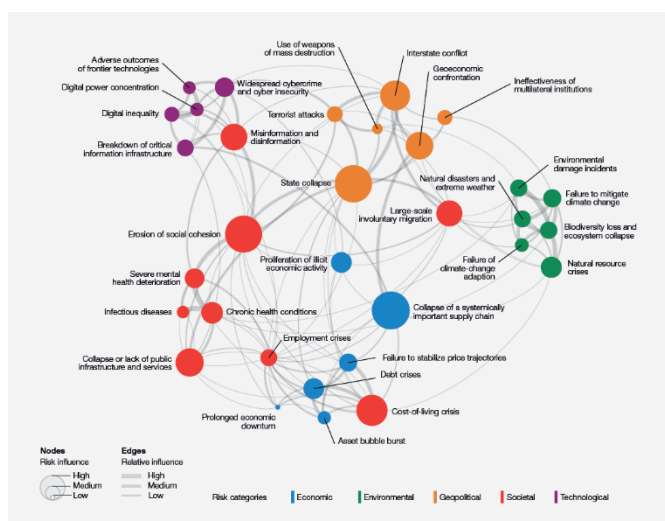 Use of weapons
of mass destruction
Interstate conflict
Adverse outcomes
of frontier technologies
Geoeconomic
confrontation
Ineffectiveness of
multilateral institutions
Digital power concentration
Widespread cybercrime
and cyber insecurity
Digital inequality
Terrorist attacks
Misinformation and
disinformation
Breakdown of critical
information infrastructure
Environmental
damage incidents
Natural disasters and
extreme weather
State collapse
Failure to mitigate
climate change
Large-scale
involuntary migration
Erosion of social cohesion
Biodiversity loss and
ecosystem collapse
Proliferation of illicit
economic activity
Failure of
climate-change
adaption
Natural resource
crises
Severe mental
health deterioration
Infectious diseases
Chronic health conditions
Collapse of a systemically
important supply chain
Employment crises
Collapse or lack of public
infrastructure and services
Failure to stabilize price trajectories
Debt crises
Prolonged economic
downturn
Cost-of-living crisis
Asset bubble burst
Nodes
Risk influence
High
Medium
Low
Edges
Relative influence
High
Medium
Low
Risk categories
Economic
Environmental
Geopolitical
Societal
Technological